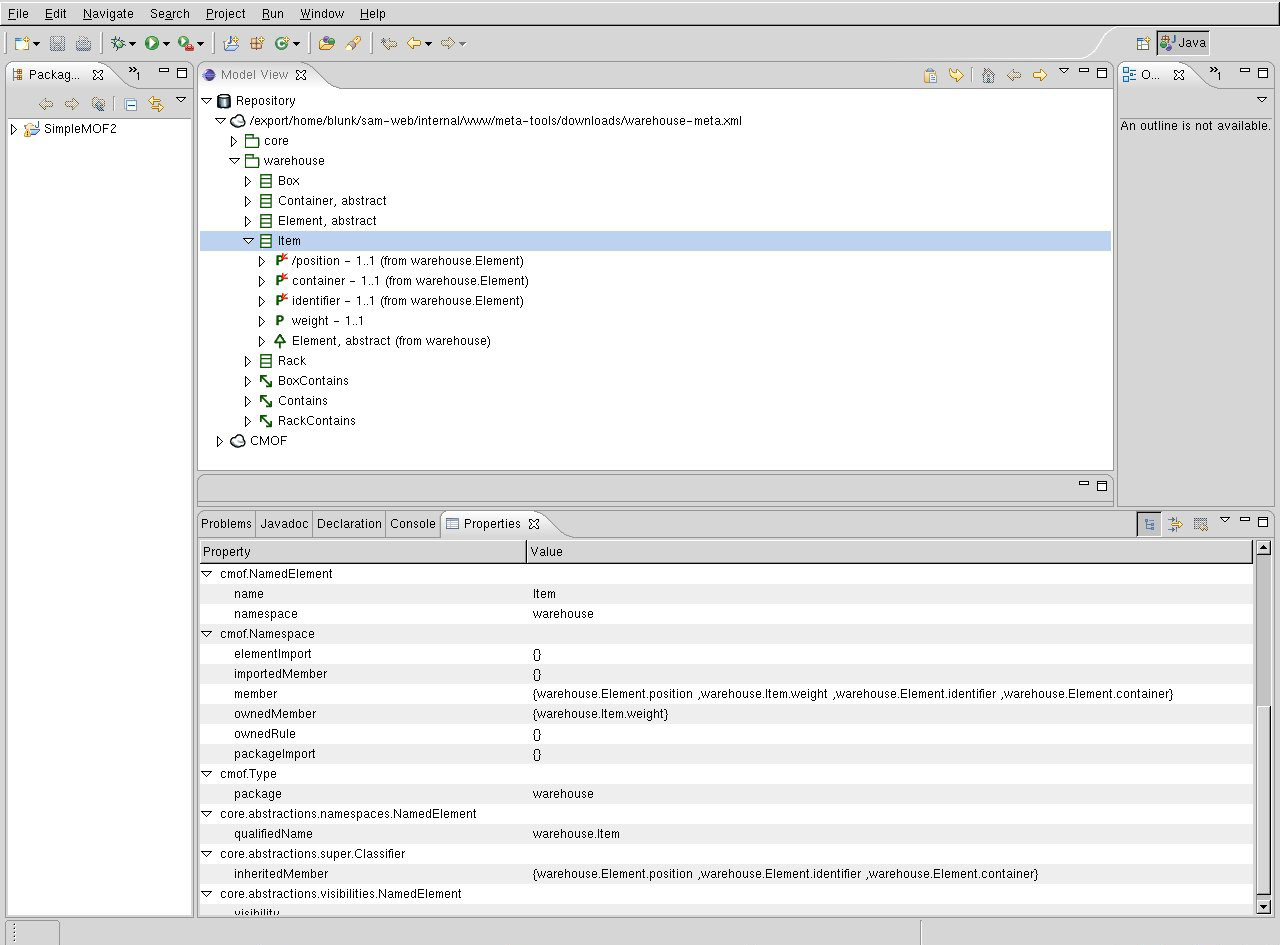 File Edit Navigate Search Project Run Window Help
Java
Packag... »1
Model View
O... »1
SimpleMOF2
Repository
/export/home/blunk/sam-web/internal/www/meta-tools/downloads/warehouse-meta.xml
core
warehouse
Box
Container, abstract
Element, abstract
Item
/position - 1..1 (from warehouse.Element)
container - 1..1 (from warehouse.Element)
identifier - 1..1 (from warehouse.Element)
P weight - 1..1
Element, abstract (from warehouse)
Rack
BoxContains
Contains
RackContains
CMOF
An outline is not available.
Problems Javadoc Declaration Console Properties
Property Value
cmof.NamedElement
name Item
namespace warehouse
cmof.Namespace
elementImport {}
importedMember {}
member {warehouse.Element.position ,warehouse.Item.weight ,warehouse.Element.identifier ,warehouse.Element.container}
ownedMember {warehouse.Item.weight}
ownedRule {}
packageImport {}
cmof.Type
package warehouse
core.abstractions.namespaces.NamedElement
qualifiedName warehouse.Item
core.abstractions.super.Classifier
inheritedMember {warehouse.Element.position ,warehouse.Element.identifier ,warehouse.Element.container}
core.abstractions.visibilities.NamedElement
visibility